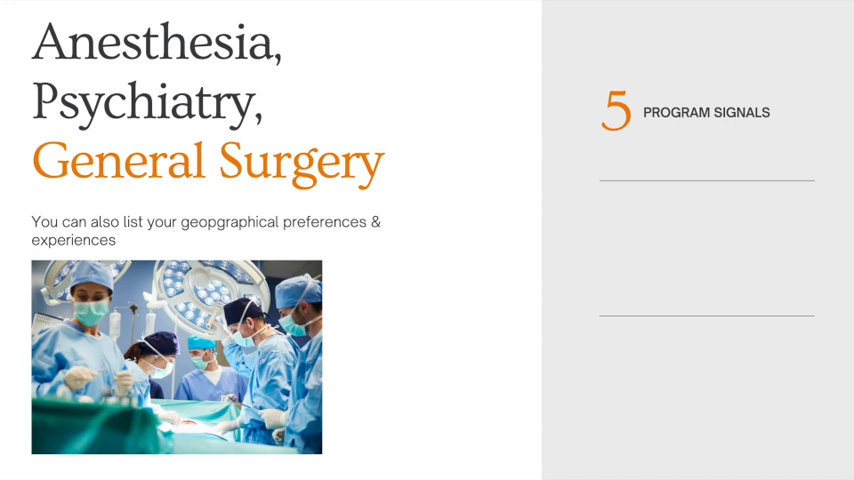 Anesthesia,
Psychiatry,
General Surgery
You can also list your geopgraphical preferences &
experiences
5 PROGRAM SIGNALS